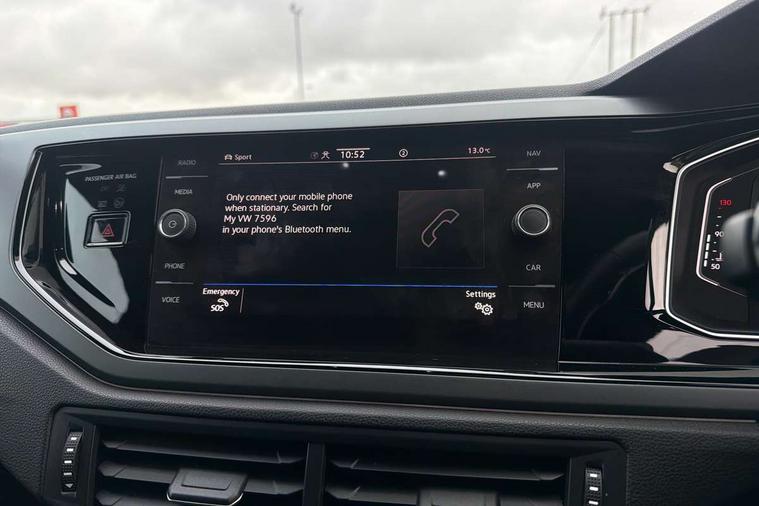 RADIO
MEDIA
PHONE
VOICE
PASSENGER AIR BAG
Sport
10:52
2
13.0°C
Only connect your mobile phone
when stationary. Search for
My VW 7596
in your phone's Bluetooth menu.
Emergency
SOS
Settings
NAV
APP
CAR
MENU
130
90
50